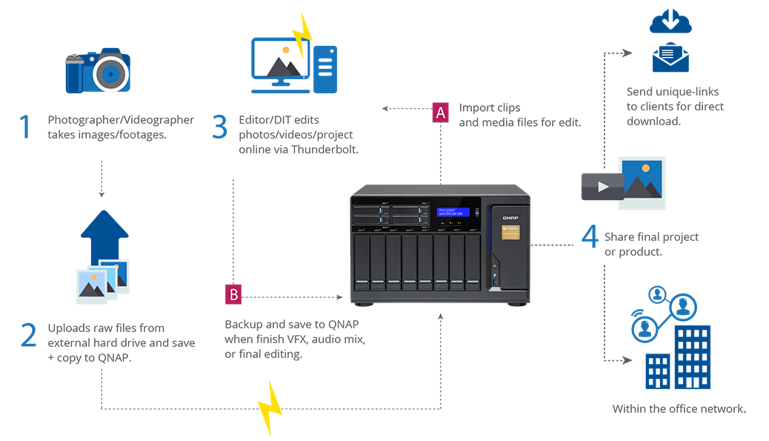 1
Photographer/Videographer
takes images/footages.
2
Uploads raw files from
external hard drive and save
+ copy to QNAP.
3
Editor/DIT edits
photos/videos/project
online via Thunderbolt.
A
Import clips
and media files for edit.
B
Backup and save to QNAP
when finish VFX, audio mix,
or final editing.
QNAP
4
Share final project
or product.
Send unique-links
to clients for direct
download.
Within the office network.